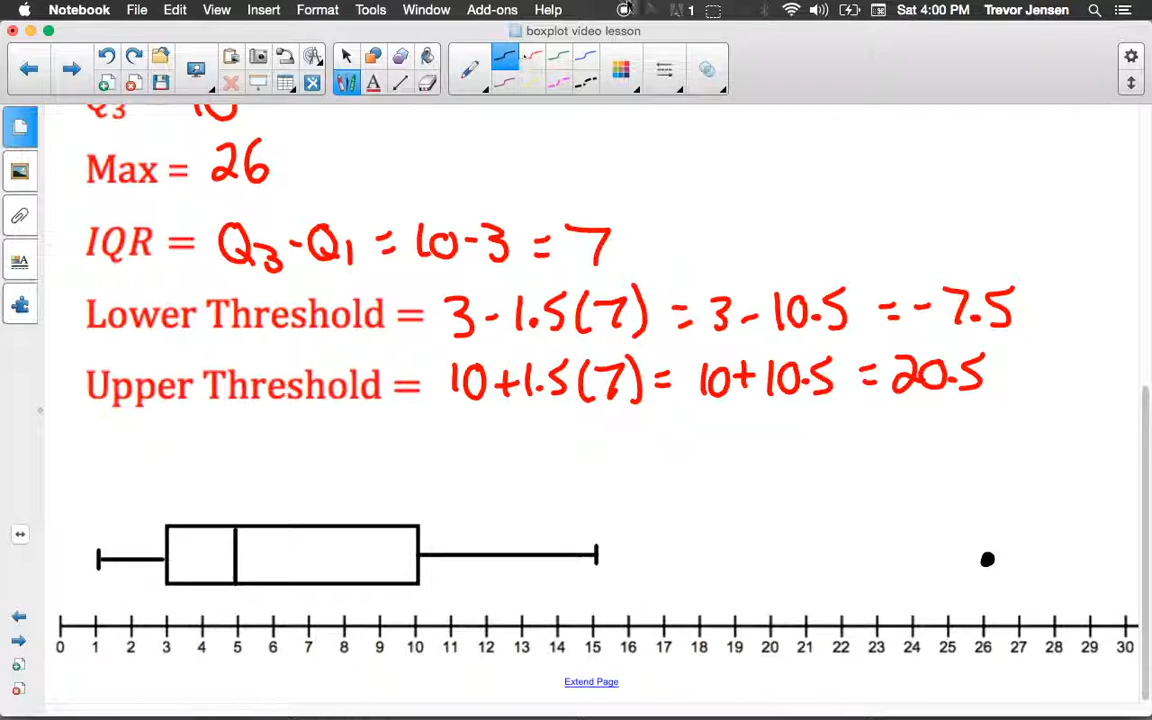 Notebook File Edit View Insert Format Tools Window Add-ons Help 1 Sat 4:00 PM Trevor Jensen
boxplot video lesson
Q3 10
Max = 26
IQR = Q3-Q1 = 10-3 = 7
Lower Threshold = 3-1.5(7) = 3-10.5 = -7.5
Upper Threshold = 10+1.5(7) = 10+10.5 = 20.5
0 1 2 3 4 5 6 7 8 9 10 11 12 13 14 15 16 17 18 19 20 21 22 23 24 25 26 27 28 29 30
Extend Page